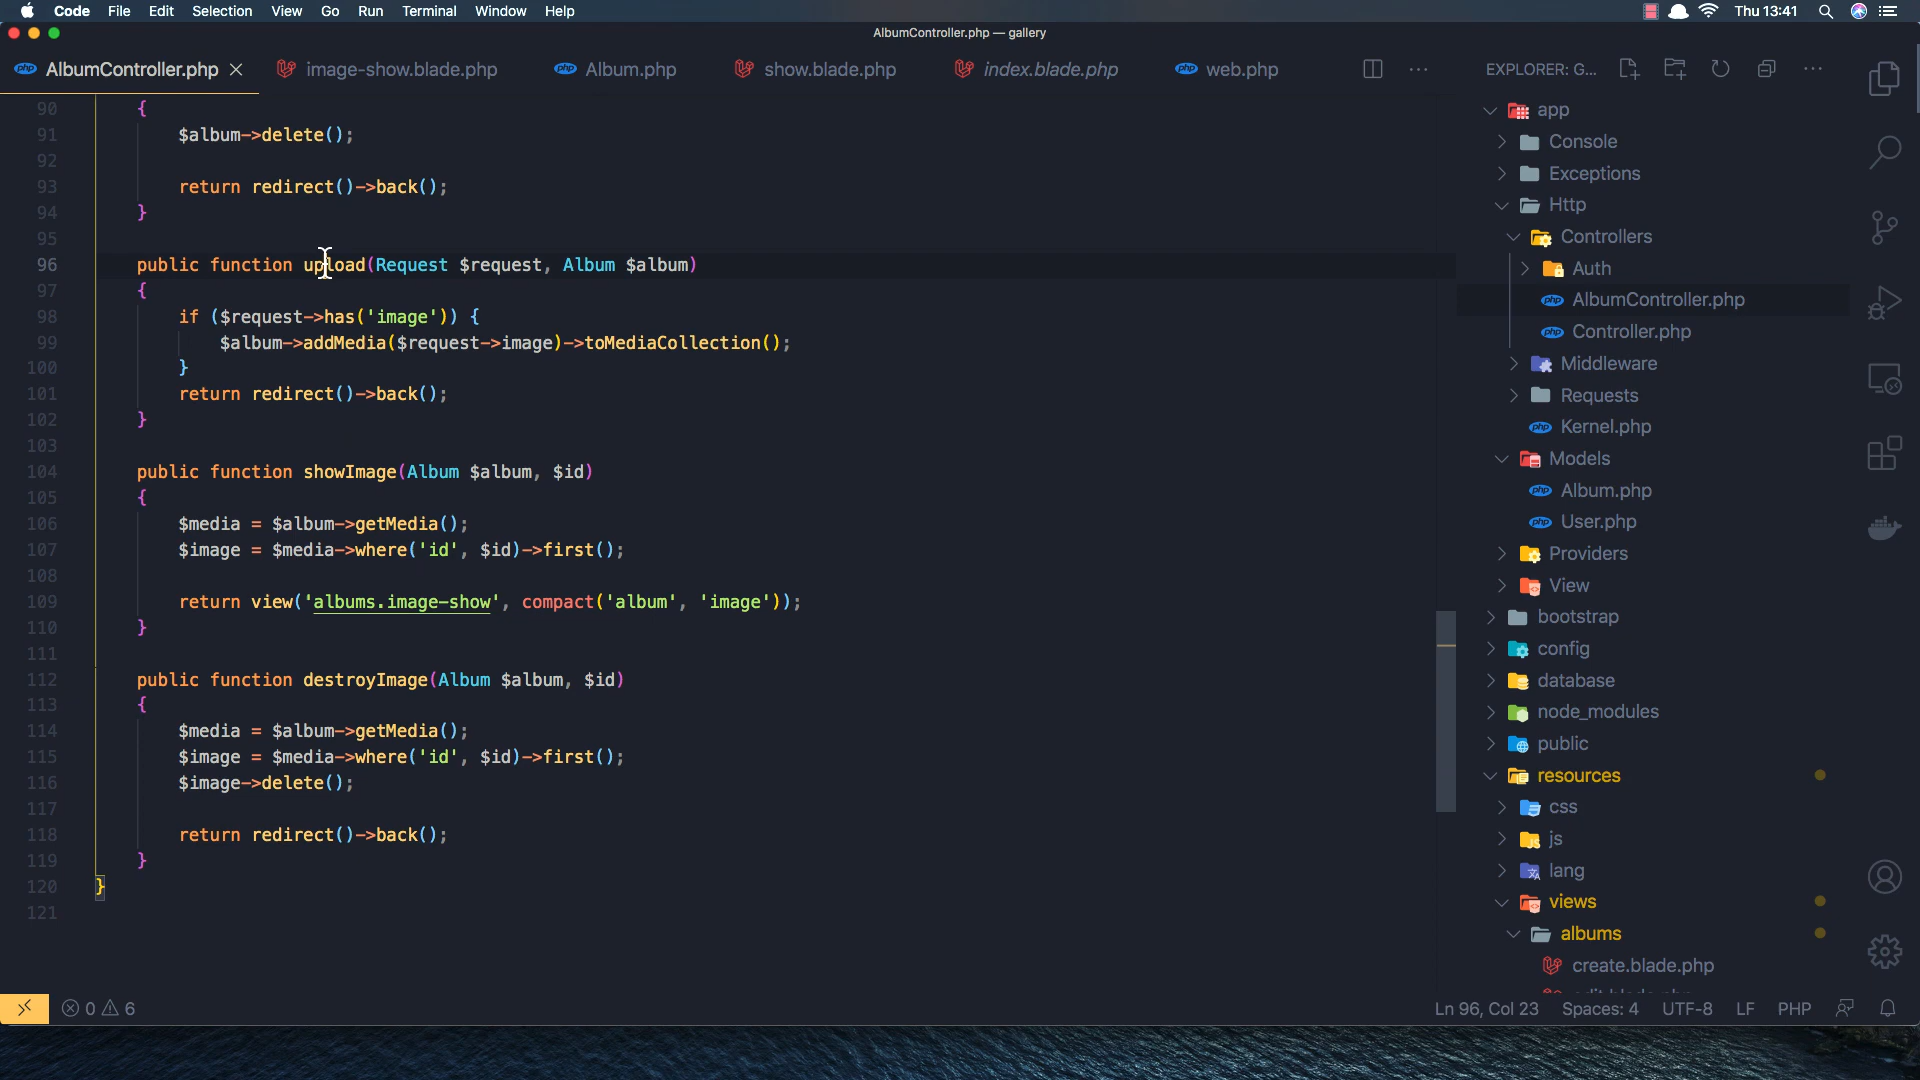 Code File Edit Selection View Go Run Terminal Window Help Thu 13:41
AlbumController.php — gallery
AlbumController.php image-show.blade.php Album.php show.blade.php index.blade.php web.php
90 {
91 $album->delete();
92
93 return redirect()->back();
94 }
95
96 public function upload(Request $request, Album $album)
97 {
98 if ($request->has('image')) {
99 $album->addMedia($request->image)->toMediaCollection();
100 }
101 return redirect()->back();
102 }
103
104 public function showImage(Album $album, $id)
105 {
106 $media = $album->getMedia();
107 $image = $media->where('id', $id)->first();
108
109 return view('albums.image-show', compact('album', 'image'));
110 }
111
112 public function destroyImage(Album $album, $id)
113 {
114 $media = $album->getMedia();
115 $image = $media->where('id', $id)->first();
116 $image->delete();
117
118 return redirect()->back();
119 }
120 }
121
EXPLORER: G...
app
Console
Exceptions
Http
Controllers
Auth
AlbumController.php
Controller.php
Middleware
Requests
Kernel.php
Models
Album.php
User.php
Providers
View
bootstrap
config
database
node_modules
public
resources
css
js
lang
views
albums
create.blade.php
0 6 Ln 96, Col 23 Spaces: 4 UTF-8 LF PHP